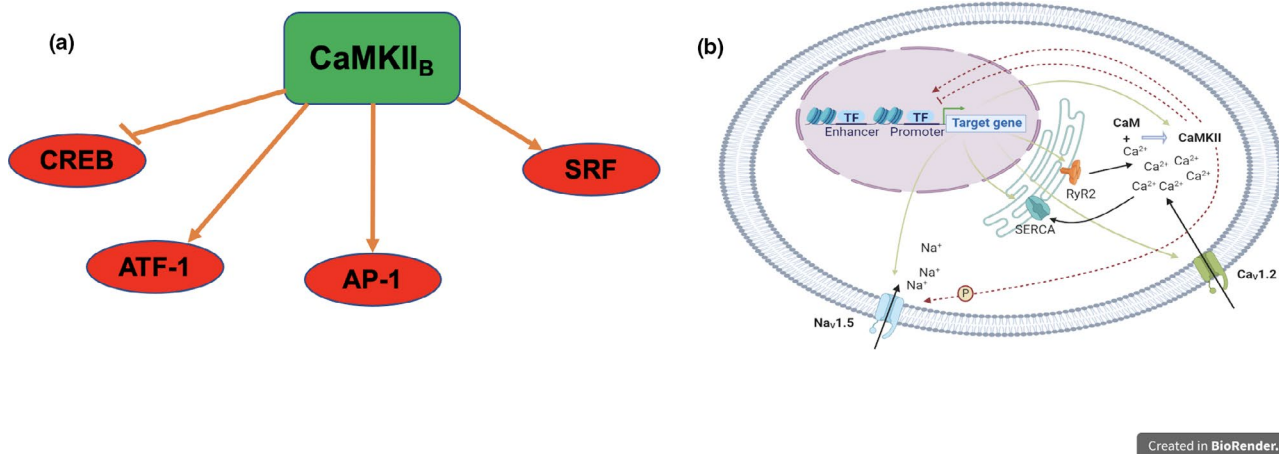 (a)
CaMKIIB
CREB
ATF-1
AP-1
SRF
(b)
TF
TF
Enhancer
Promoter
Target gene
CaM
+
Ca2+
CaMKII
Ca2+
Ca2+
Ca2+
Ca2+
Ca2+ Ca2+
RyR2
SERCA
Na+
Na+
Na+
P
Nav1.5
Cav1.2
Created in BioRender.